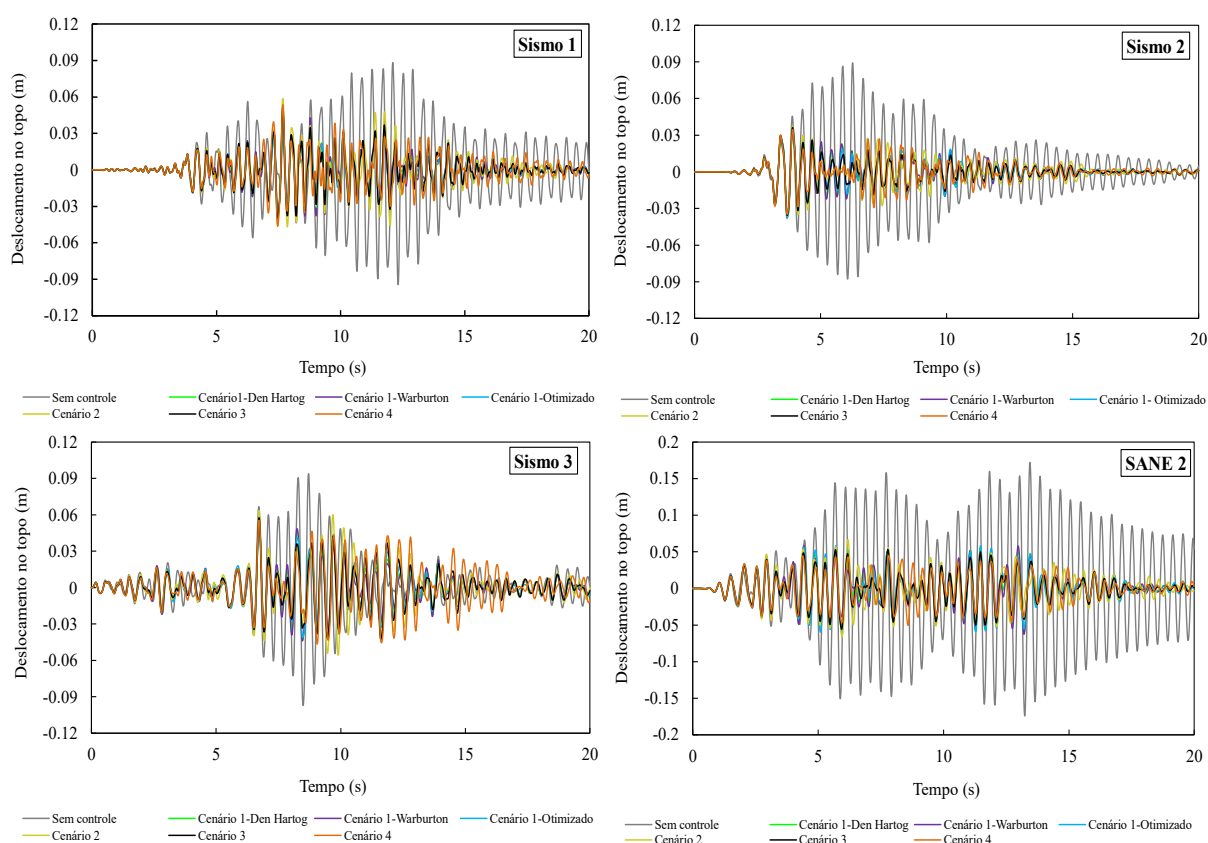 Sismo 1
Deslocamento no topo (m)
0.12
0.09
0.06
0.03
0
-0.03
-0.06
-0.09
-0.12
0 5 10 15 20
Tempo (s)
Sem controle Cenário1-Den Hartog Cenário 1-Warburton Cenário 1- Otimizado
Cenário 2 Cenário 3 Cenário 4
Sismo 2
Deslocamento no topo (m)
0.12
0.09
0.06
0.03
0
-0.03
-0.06
-0.09
-0.12
0 5 10 15 20
Tempo (s)
Sem controle Cenário 1-Den Hartog Cenário 1-Warburton Cenário 1-Otimizado
Cenário 2 Cenário 3 Cenário 4
Sismo 3
Deslocamento no topo (m)
0.12
0.09
0.06
0.03
0
-0.03
-0.06
-0.09
-0.12
0 5 10 15 20
Tempo (s)
Sem controle Cenário 1-Den Hartog Cenário 1-Warburton Cenário 1-Otimizado
Cenário 2 Cenário 3 Cenário 4
SANE 2
Deslocamento no topo (m)
0.2
0.15
0.1
0.05
0
-0.05
-0.1
-0.15
-0.2
0 5 10 15 20
Tempo (s)
Sem controle Cenário 1-Den Hartog Cenário 1-Warburton Cenário 1-Otimizado
Cenário 2 Cenário 3 Cenário 4